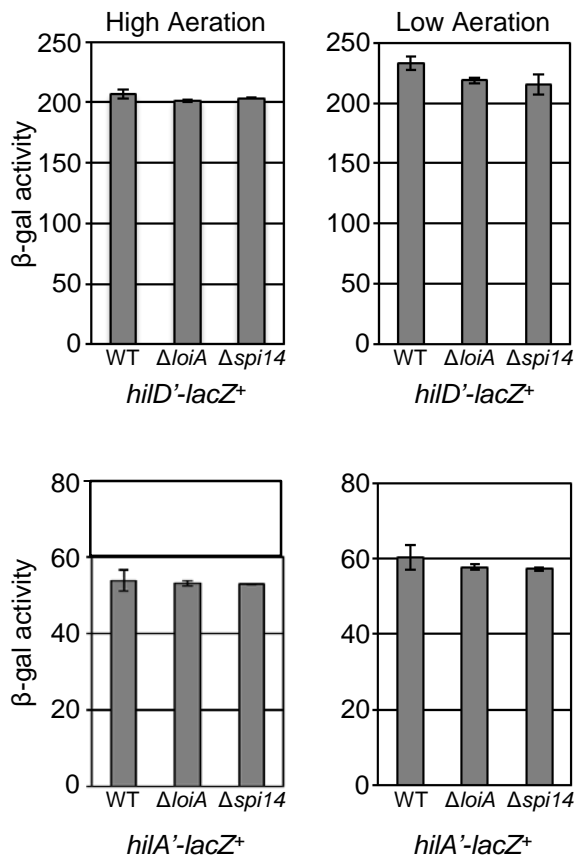 High Aeration
Low Aeration
β-gal activity
250
200
150
100
50
0
WT ΔloiA Δspi14
hilD’-lacZ+
250
200
150
100
50
0
WT ΔloiA Δspi14
hilD’-lacZ+
β-gal activity
80
60
40
20
0
WT ΔloiA Δspi14
hilA’-lacZ+
80
60
40
20
0
WT ΔloiA Δspi14
hilA’-lacZ+